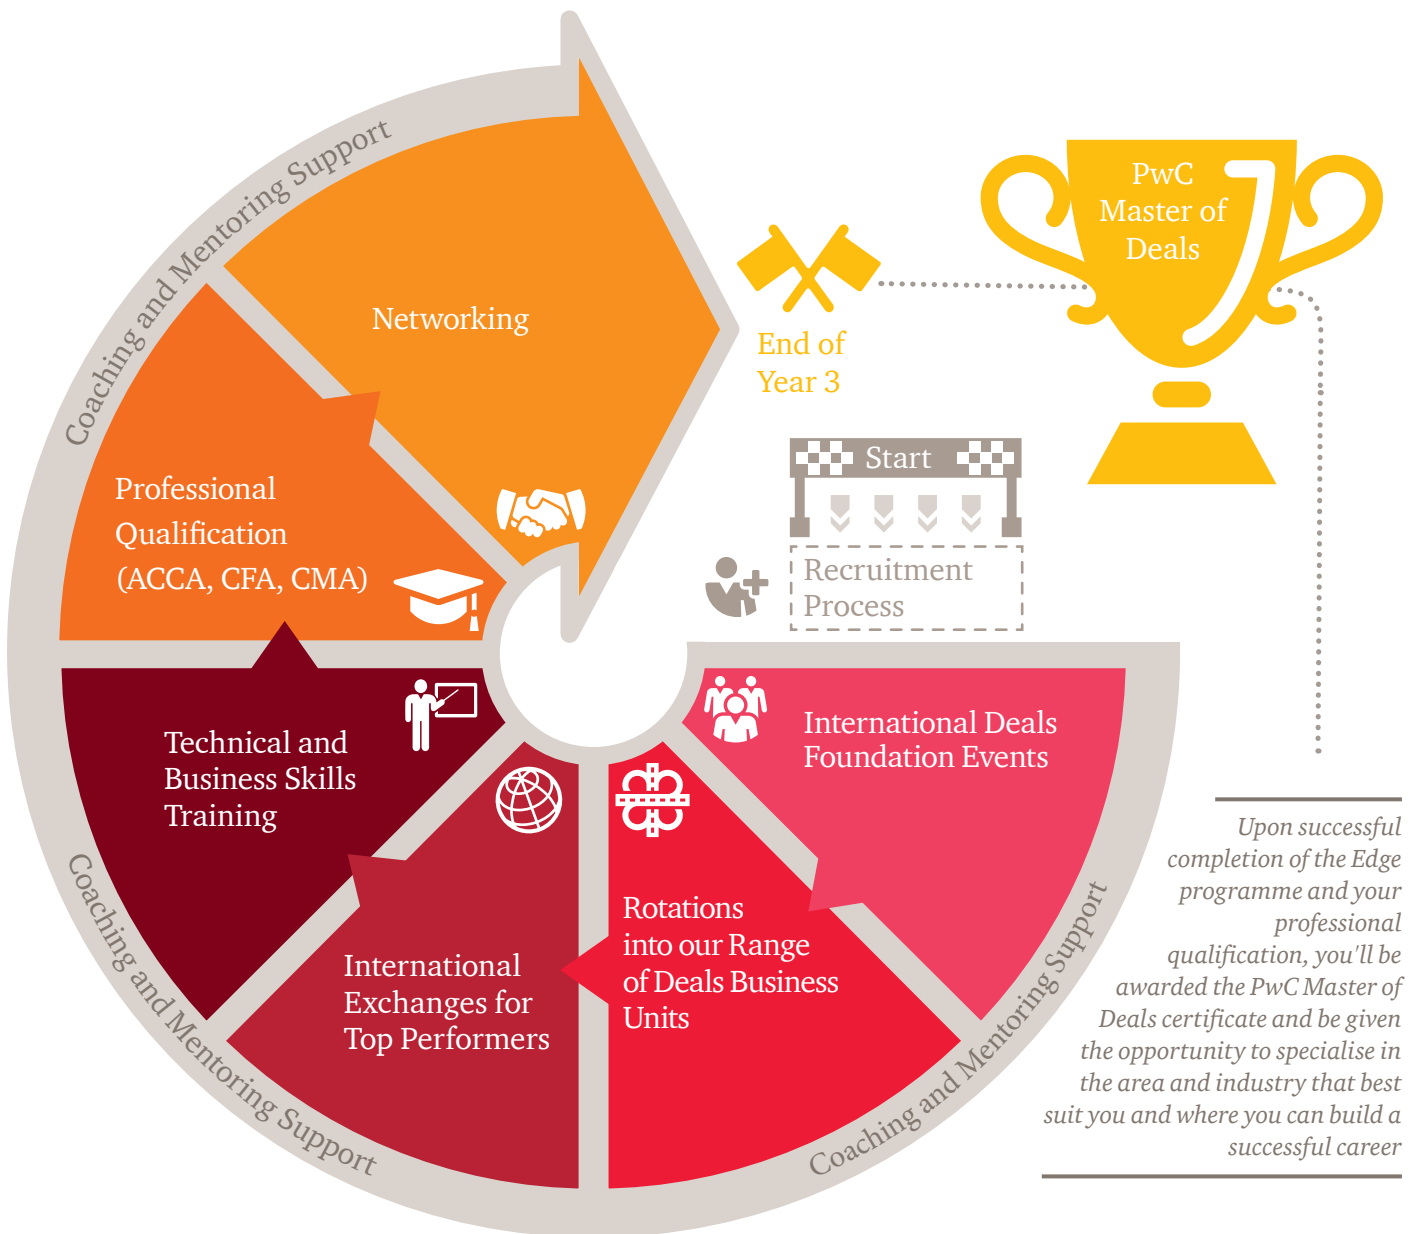 Coaching and Mentoring Support
Networking
PwC
Master of
Deals
End of
Year 3
Start
Recruitment
Process
Professional
Qualification
(ACCA, CFA, CMA)
Technical and
Business Skills
Training
International Deals
Foundation Events
Rotations
into our Range
of Deals Business
Units
International
Exchanges for
Top Performers
Coaching and Mentoring Support
Coaching and Mentoring Support
Upon successful
completion of the Edge
programme and your
professional
qualification, you'll be
awarded the PwC Master of
Deals certificate and be given
the opportunity to specialise in
the area and industry that best
suit you and where you can build a
successful career